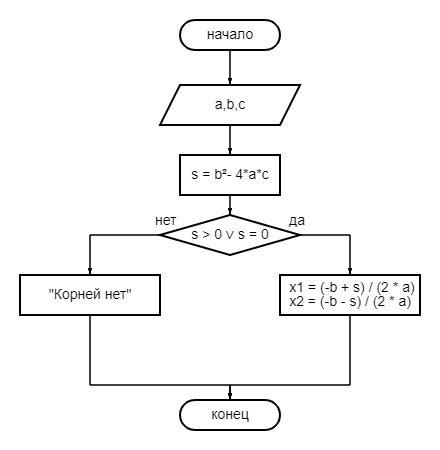 начало
a,b,c
s = b²- 4*a*c
нет
да
s > 0 ∨ s = 0
"Корней нет"
x1 = (-b + s) / (2 * a)
x2 = (-b - s) / (2 * a)
конец